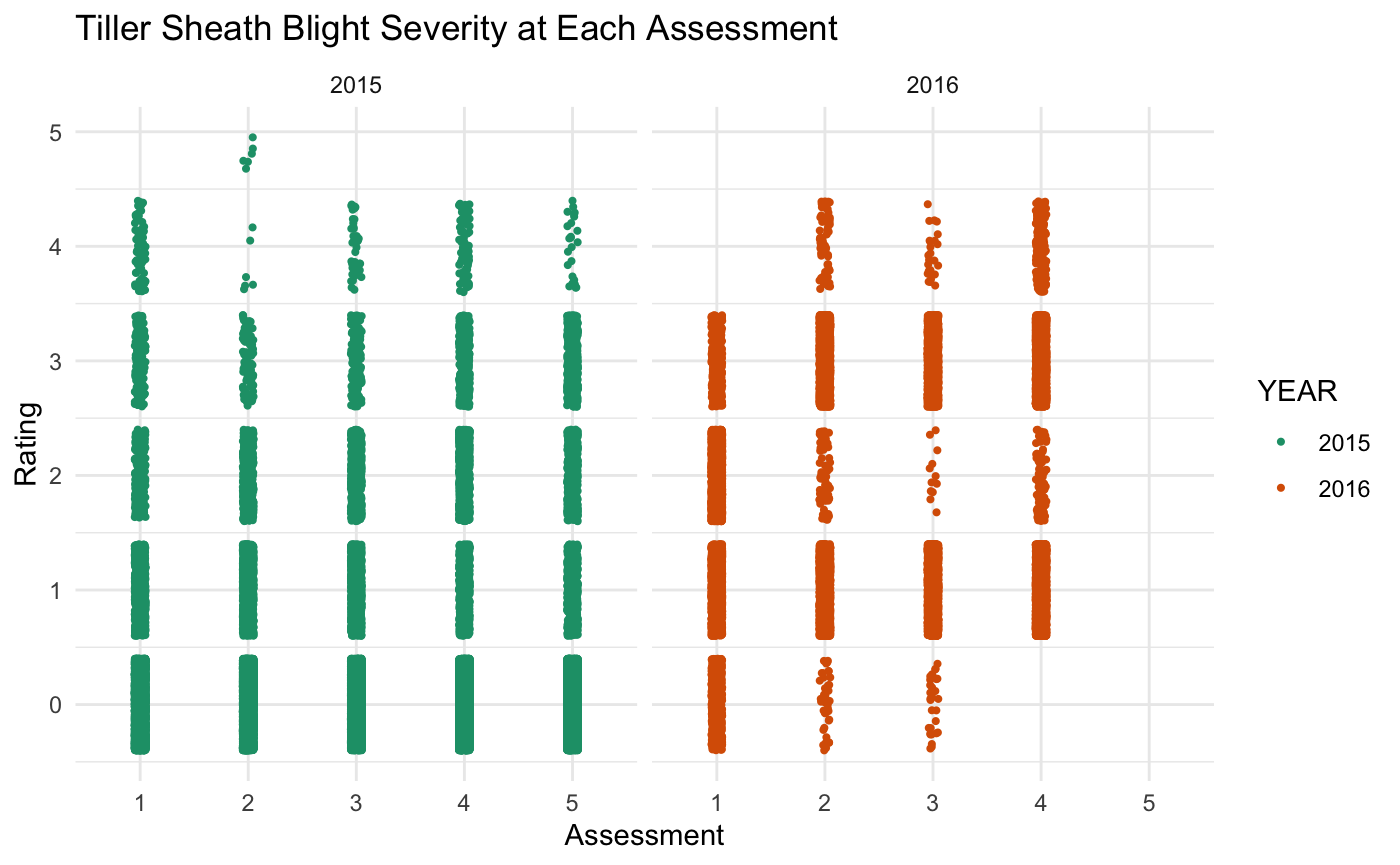 Tiller Sheath Blight Severity at Each Assessment
2015
2016
5
4
3
2
1
0
Rating
1 2 3 4 5
1 2 3 4 5
Assessment
YEAR
2015
2016